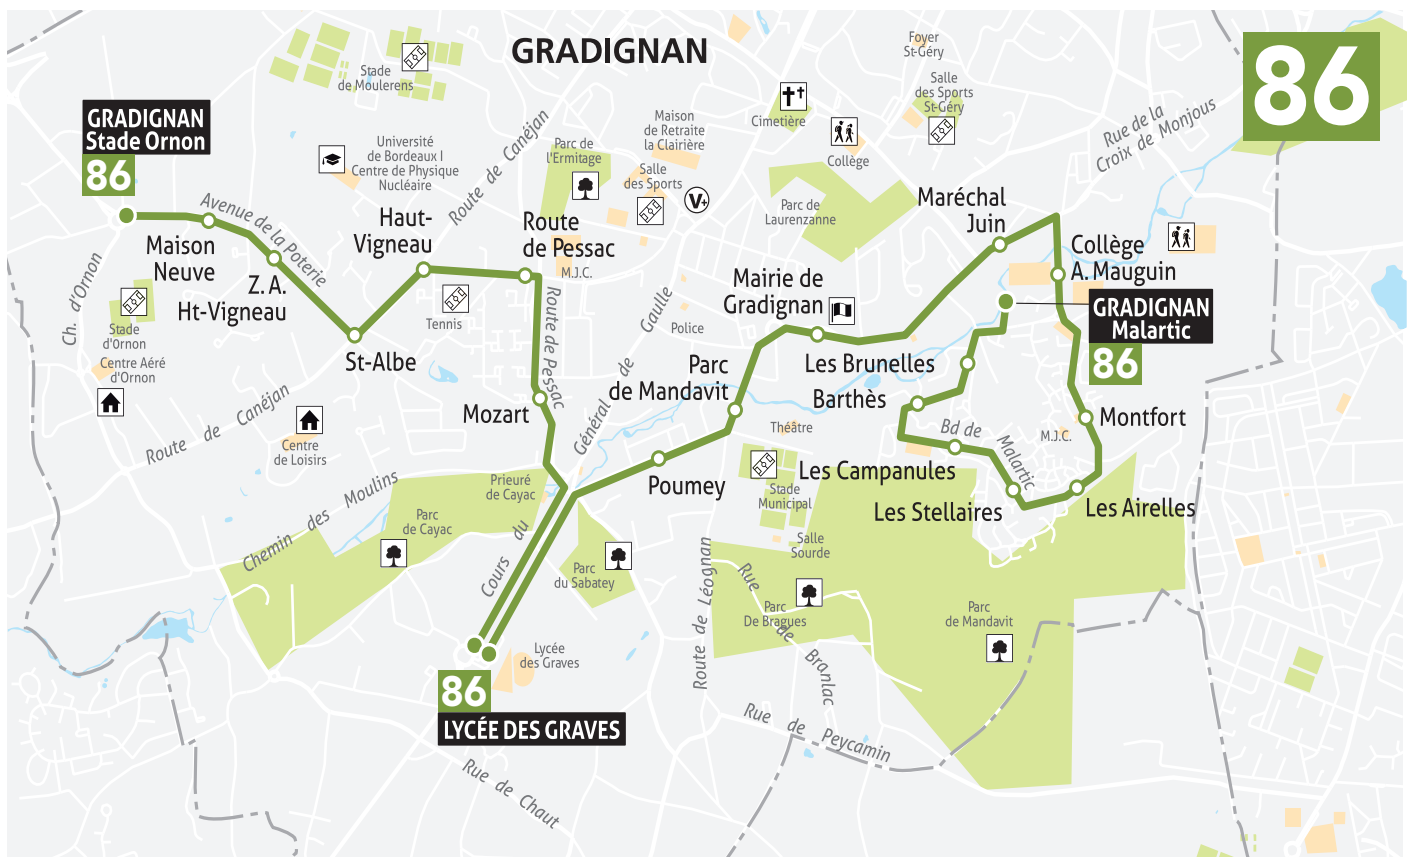 GRADIGNAN
86
Foyer
St-Géry
Salle
des Sports
St-Géry
Stade
de Moulerens
Cimetière
Collège
Rue de la
Croix de Monjous
GRADIGNAN
Stade Ornon
86
Université
de Bordeaux I
Centre de Physique
Nucléaire
Route de Canéjan
Parc de
l'Ermitage
Maison
de Retraite
la Clairière
Salle
des Sports
V+
Parc de
Laurenzanne
Maréchal
Juin
Avenue de la Poterie
Maison
Neuve
Z. A.
Ht-Vigneau
Haut-
Vigneau
Route
de Pessac
M.J.C.
Collège
A. Mauguin
Ch. d'Ornon
Stade
d'Ornon
Centre Aéré
d'Ornon
St-Albe
Tennis
Route de Pessac
Police
Mairie de
Gradignan
GRADIGNAN
Malartic
86
Les Brunelles
Parc
de Mandavit
Barthès
Mozart
Cours du Général de Gaulle
Route de Canéjan
Centre
de Loisirs
Théâtre
Bd de Malartic
M.J.C.
Montfort
Poumey
Les Campanules
Stade
Municipal
Les Stellaires
Les Airelles
Chemin des Moulins
Prieuré
de Cayac
Parc
de Cayac
Salle
Sourde
Parc
du Sabatey
Route de Léognan
Rue de Branlac
Parc
De Bragues
Parc
de Mandavit
Lycée
des Graves
86
LYCÉE DES GRAVES
Rue de Peycamin
Rue de Chaut